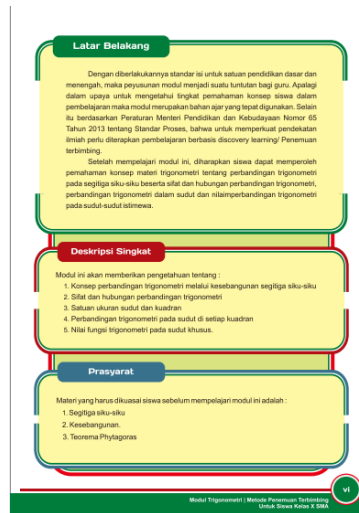 Latar Belakang
Dengan diberlakukannya standar isi untuk satuan pendidikan dasar dan
menengah, maka peyusunan modul menjadi suatu tuntutan bagi guru. Apalagi
dalam upaya untuk mengetahui tingkat pemahaman konsep siswa dalam
pembelajaran maka modul merupakan bahan ajar yang tepat digunakan. Selain
itu berdasarkan Peraturan Menteri Pendidikan dan Kebudayaan Nomor 65
Tahun 2013 tentang Standar Proses, bahwa untuk memperkuat pendekatan
ilmiah perlu diterapkan pembelajaran berbasis discovery learning/ Penemuan
terbimbing.
Setelah mempelajari modul ini, diharapkan siswa dapat memperoleh
pemahaman konsep materi trigonometri tentang perbandingan trigonometri
pada segitiga siku-siku beserta sifat dan hubungan perbandingan trigonometri,
perbandingan trigonometri dalam sudut dan nilaimperbandingan trigonometri
pada sudut-sudut istimewa.
Deskripsi Singkat
Modul ini akan memberikan pengetahuan tentang :
1. Konsep perbandingan trigonometri melalui kesebangunan segitiga siku-siku
2. Sifat dan hubungan perbandingan trigonometri
3. Satuan ukuran sudut dan kuadran
4. Perbandingan trigonometri pada sudut di setiap kuadran
5. Nilai fungsi trigonometri pada sudut khusus.
Prasyarat
Materi yang harus dikuasai siswa sebelum mempelajari modul ini adalah :
1. Segitiga siku-siku
2. Kesebangunan.
3. Teorema Phytagoras
vi
Modul Trigonometri | Metode Penemuan Terbimbing
Untuk Siswa Kelas X SMA